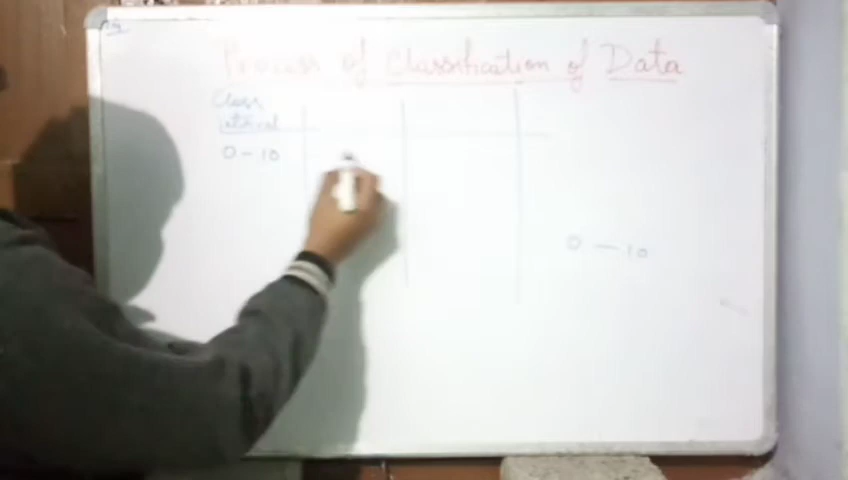 Process of Classification of Data
Class
interval
0 - 10
0 — 10